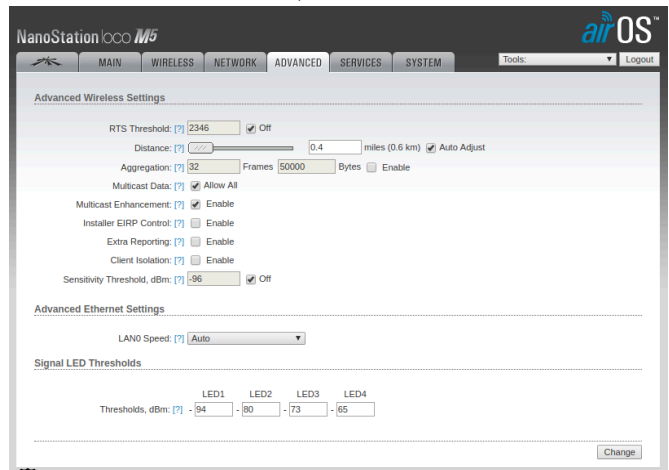 NanoStation loco M5 airOS™
MAIN WIRELESS NETWORK ADVANCED SERVICES SYSTEM Tools: Logout
Advanced Wireless Settings
RTS Threshold: [?] 2346 Off
Distance: [?] 0.4 miles (0.6 km) Auto Adjust
Aggregation: [?] 32 Frames 50000 Bytes Enable
Multicast Data: [?] Allow All
Multicast Enhancement: [?] Enable
Installer EIRP Control: [?] Enable
Extra Reporting: [?] Enable
Client Isolation: [?] Enable
Sensitivity Threshold, dBm: [?] -96 Off
Advanced Ethernet Settings
LAN0 Speed: [?] Auto
Signal LED Thresholds
LED1 LED2 LED3 LED4
Thresholds, dBm: [?] - 94 - 80 - 73 - 65
Change